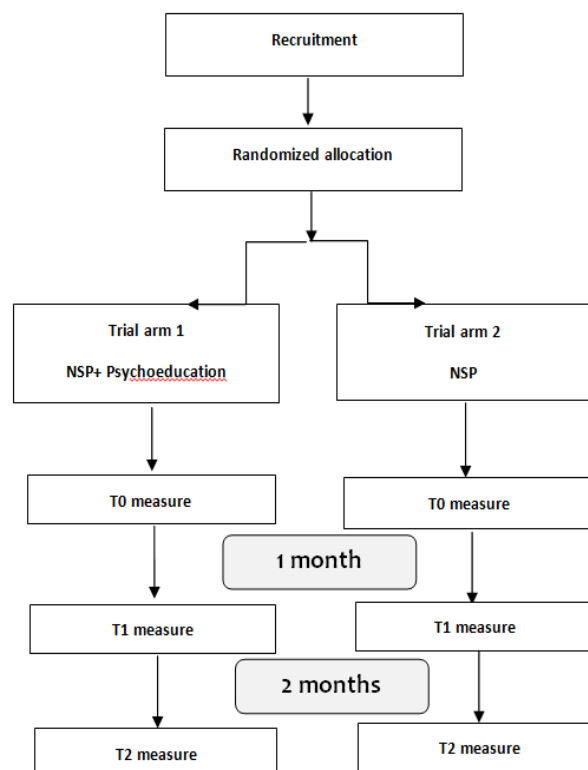 Recruitment
Randomized allocation
Trial arm 1
NSP+ Psychoeducation
Trial arm 2
NSP
T0 measure
T0 measure
1 month
T1 measure
T1 measure
2 months
T2 measure
T2 measure